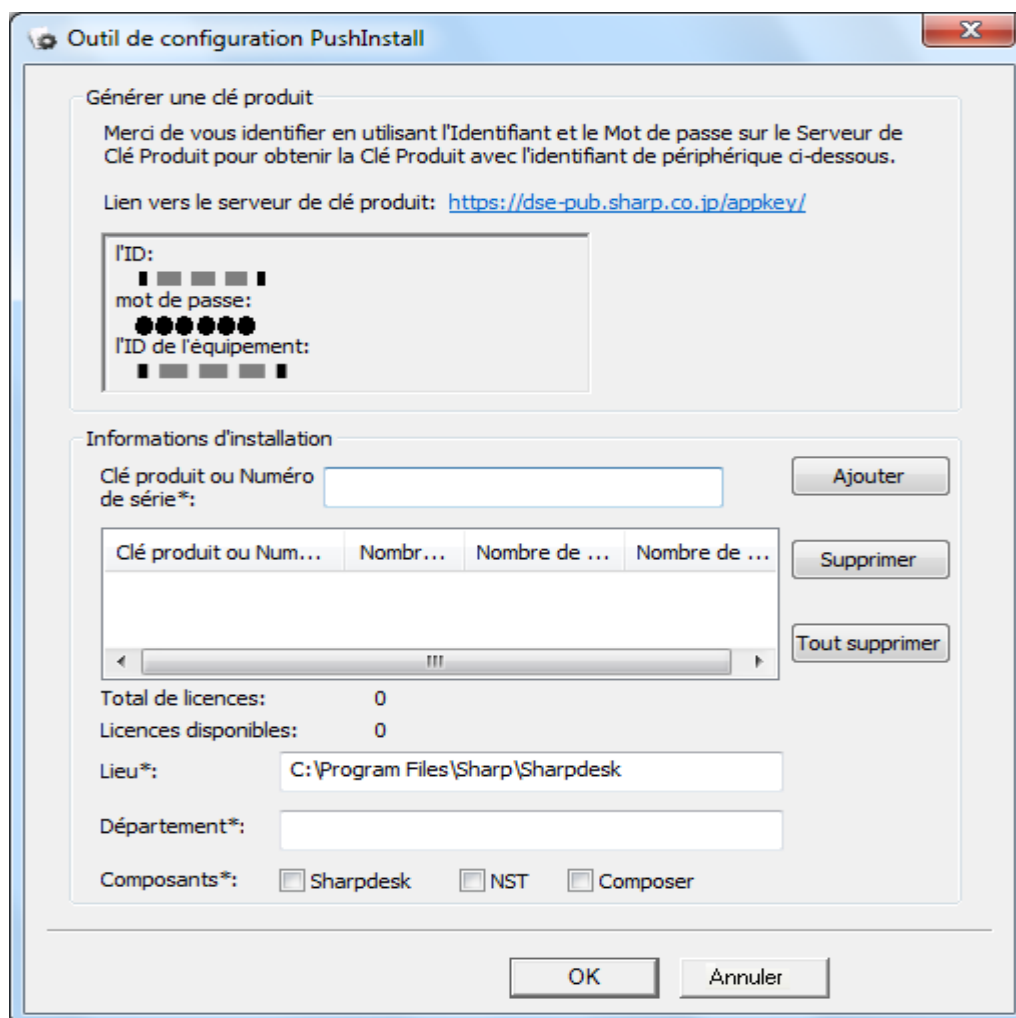 Outil de configuration PushInstall
Générer une clé produit
Merci de vous identifier en utilisant l'Identifiant et le Mot de passe sur le Serveur de
Clé Produit pour obtenir la Clé Produit avec l'identifiant de périphérique ci-dessous.
Lien vers le serveur de clé produit: https://dse-pub.sharp.co.jp/appkey/
l'ID:
mot de passe:
●●●●●●
l'ID de l'équipement:
Informations d'installation
Clé produit ou Numéro
de série*:
Ajouter
Clé produit ou Num... Nombr... Nombre de ... Nombre de ...
Supprimer
Tout supprimer
Total de licences: 0
Licences disponibles: 0
Lieu*: C:\Program Files\Sharp\Sharpdesk
Département*:
Composants*: Sharpdesk NST Composer
OK Annuler